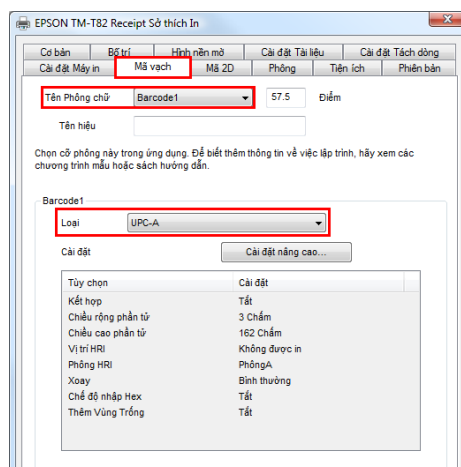 EPSON TM-T82 Receipt Sở thích In
Cơ bản Bố trí Hình nền mờ Cài đặt Tài liệu Cài đặt Tách dòng
Cài đặt Máy in Mã vạch Mã 2D Phông Tiện ích Phiên bản
Tên Phông chữ Barcode1 57.5 Điểm
Tên hiệu
Chọn cỡ phông này trong ứng dụng. Để biết thêm thông tin về việc lập trình, hãy xem các
chương trình mẫu hoặc sách hướng dẫn.
Barcode1
Loại UPC-A
Cài đặt Cài đặt nâng cao...
Tùy chọn Cài đặt
Kết hợp Tắt
Chiều rộng phần tử 3 Chấm
Chiều cao phần tử 162 Chấm
Vị trí HRI Không được in
Phông HRI PhôngA
Xoay Bình thường
Chế độ nhập Hex Tắt
Thêm Vùng Trống Tắt